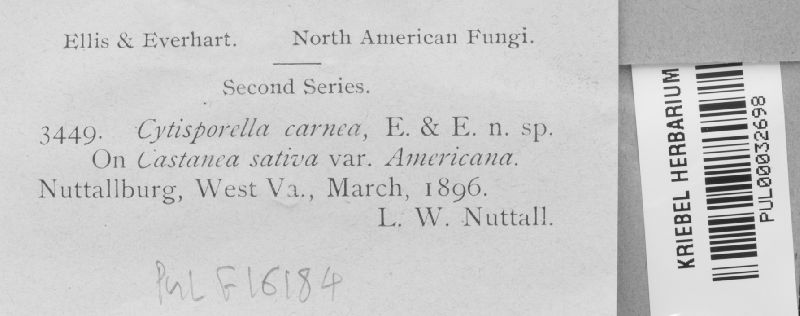 Ellis & Everhart. North American Fungi.
Second Series.
3449. Cytisporella carnea, E. & E. n. sp.
On Castanea sativa var. Americana.
Nuttallburg, West Va., March, 1896.
L. W. Nuttall.
PurL F16184
KRIEBEL HERBARIUM
PUL00032698